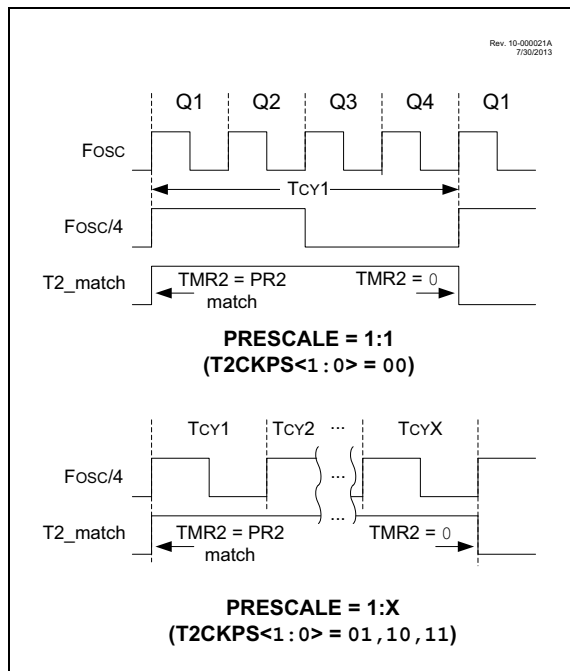 Rev. 10-000021A
7/30/2013
Q1 Q2 Q3 Q4 Q1
FOSC
TCY1
FOSC/4
T2_match
TMR2 = PR2
match
TMR2 = 0
PRESCALE = 1:1
(T2CKPS<1:0> = 00)
TCY1 TCY2 ... TCYX
FOSC/4
...
T2_match
...
TMR2 = PR2
match
TMR2 = 0
PRESCALE = 1:X
(T2CKPS<1:0> = 01,10,11)